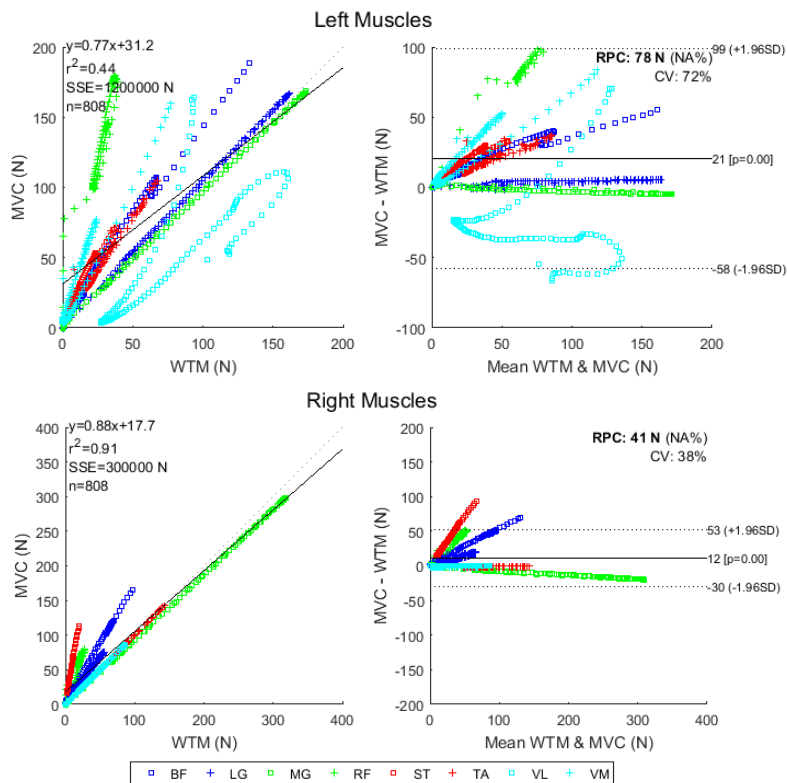 Left Muscles
y=0.77x+31.2
r²=0.44
SSE=1200000 N
n=808
200
150
100
50
0
MVC (N)
0 50 100 150 200
WTM (N)
RPC: 78 N (NA%)
CV: 72%
99 (+1.96SD)
21 [p=0.00]
-58 (-1.96SD)
100
50
0
-50
-100
MVC - WTM (N)
0 50 100 150 200
Mean WTM & MVC (N)
Right Muscles
y=0.88x+17.7
r²=0.91
SSE=300000 N
n=808
400
350
300
250
200
150
100
50
0
MVC (N)
0 100 200 300 400
WTM (N)
RPC: 41 N (NA%)
CV: 38%
53 (+1.96SD)
12 [p=0.00]
-30 (-1.96SD)
200
150
100
50
0
-50
-100
-150
-200
MVC - WTM (N)
0 100 200 300 400
Mean WTM & MVC (N)
BF LG MG RF ST TA VL VM